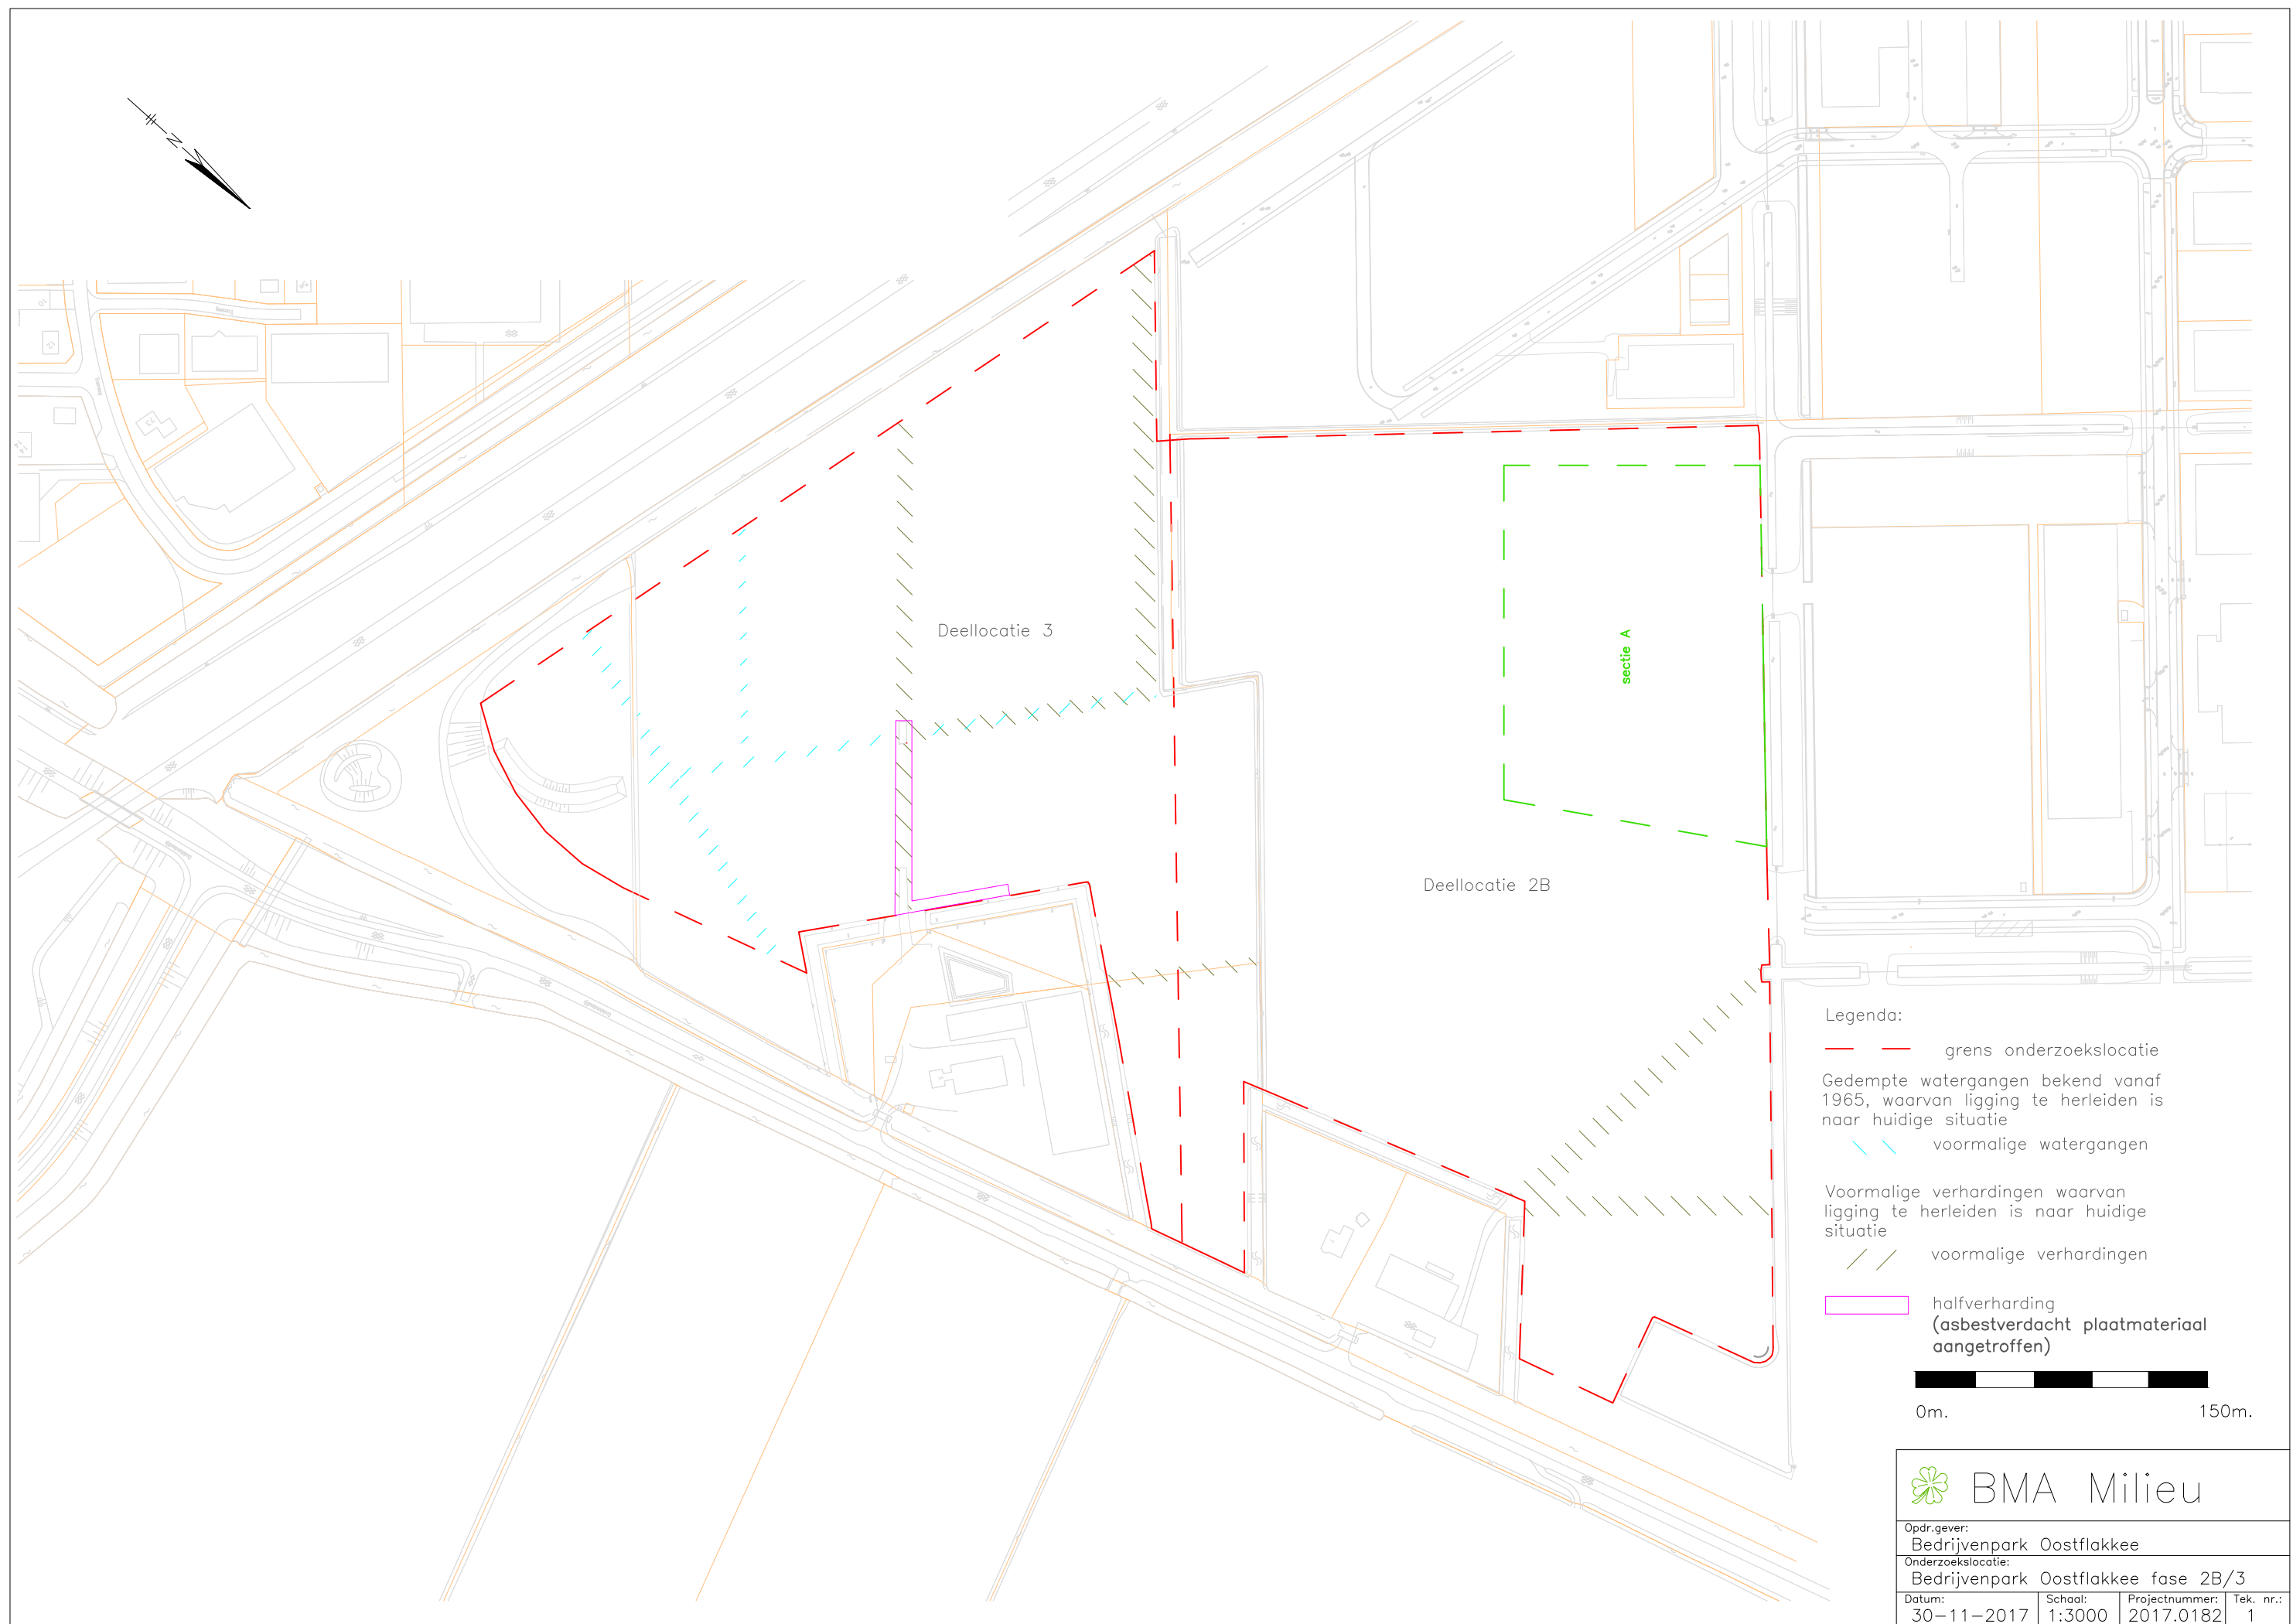 N
Deellocatie 3
sectie A
Deellocatie 2B
Legenda:
grens onderzoekslocatie
Gedempte watergangen bekend vanaf
1965, waarvan ligging te herleiden is
naar huidige situatie
voormalige watergangen
Voormalige verhardingen waarvan
ligging te herleiden is naar huidige
situatie
voormalige verhardingen
halfverharding
(asbestverdacht plaatmateriaal
aangetroffen)
0m. 150m.
BMA Milieu
Opdr.gever:
Bedrijvenpark Oostflakkee
Onderzoekslocatie:
Bedrijvenpark Oostflakkee fase 2B/3
Datum: Schaal: Projectnummer: Tek. nr.:
30-11-2017 1:3000 2017.0182 1